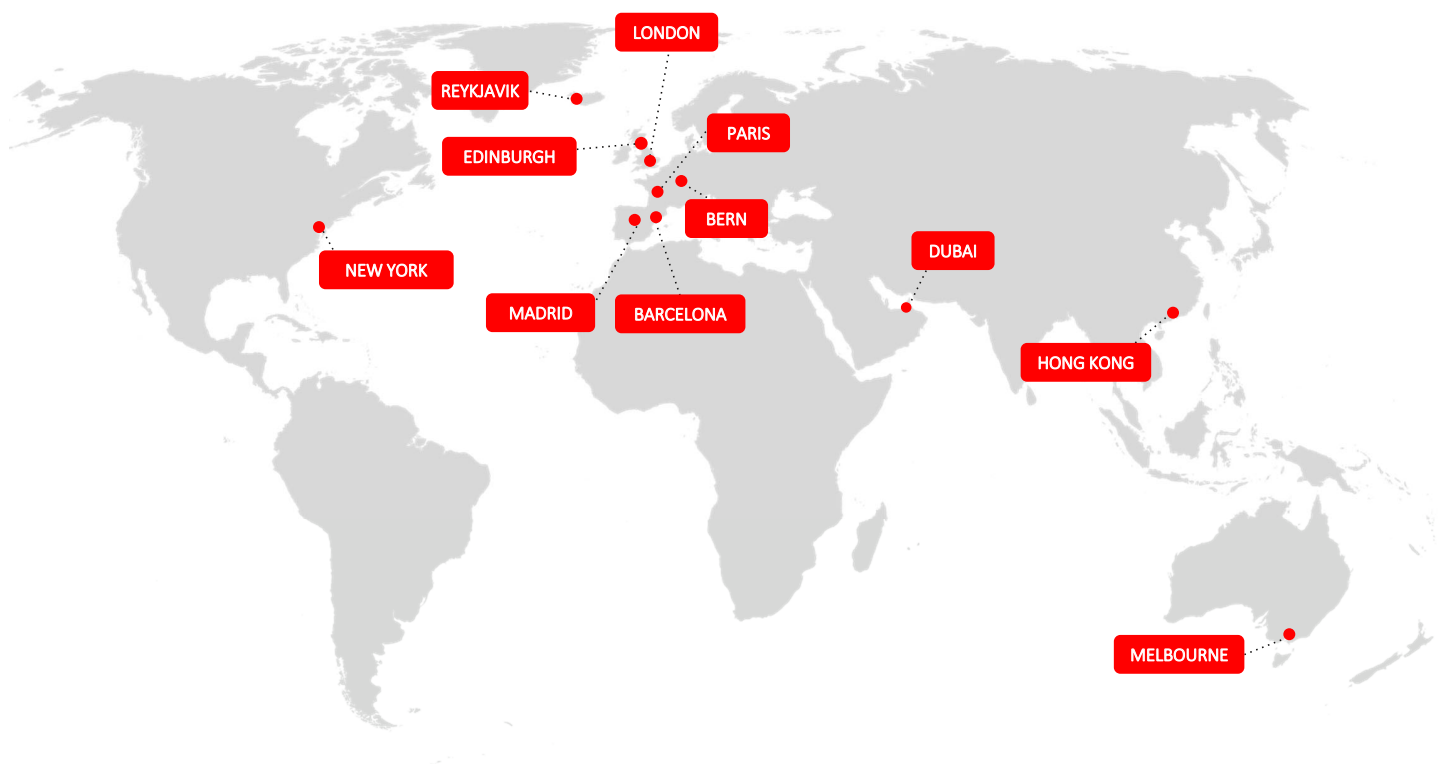 LONDON
REYKJAVIK
PARIS
EDINBURGH
BERN
DUBAI
NEW YORK
MADRID
BARCELONA
HONG KONG
MELBOURNE